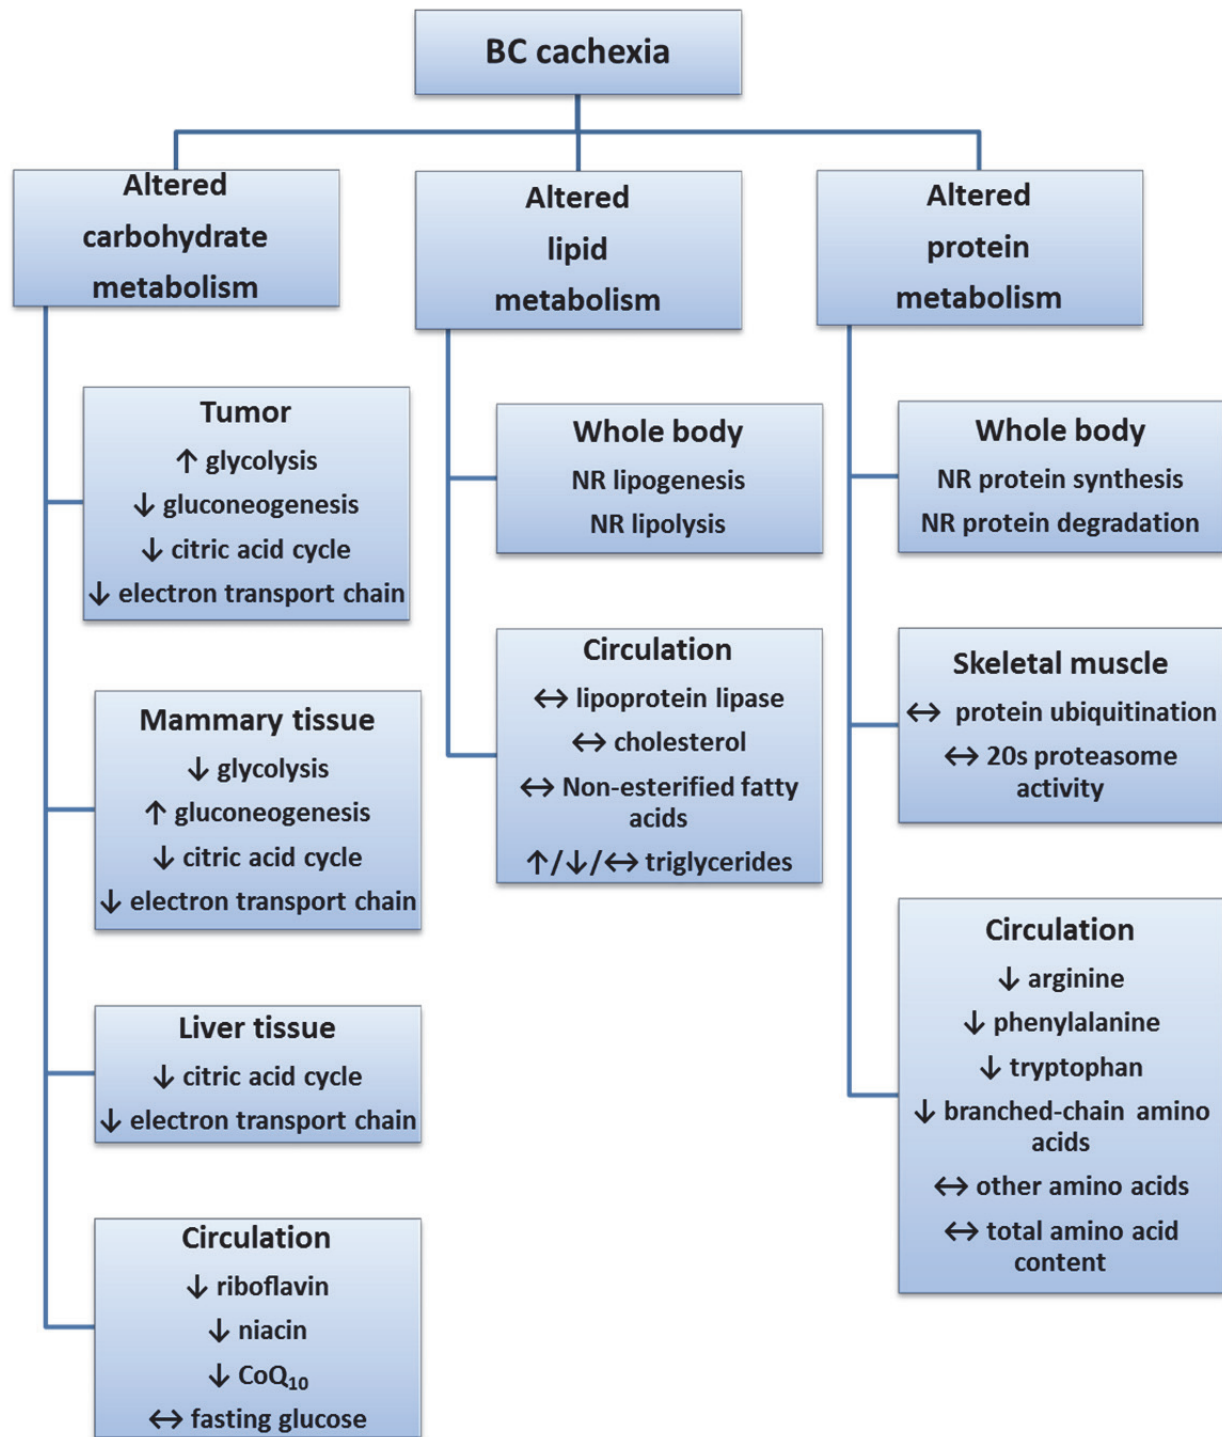 BC cachexia
Altered
carbohydrate
metabolism
Tumor
↑ glycolysis
↓ gluconeogenesis
↓ citric acid cycle
↓ electron transport chain
Mammary tissue
↓ glycolysis
↑ gluconeogenesis
↓ citric acid cycle
↓ electron transport chain
Liver tissue
↓ citric acid cycle
↓ electron transport chain
Circulation
↓ riboflavin
↓ niacin
↓ CoQ₁₀
↔ fasting glucose
Altered
lipid
metabolism
Whole body
NR lipogenesis
NR lipolysis
Circulation
↔ lipoprotein lipase
↔ cholesterol
↔ Non-esterified fatty
acids
↑/↓/↔ triglycerides
Altered
protein
metabolism
Whole body
NR protein synthesis
NR protein degradation
Skeletal muscle
↔ protein ubiquitination
↔ 20s proteasome
activity
Circulation
↓ arginine
↓ phenylalanine
↓ tryptophan
↓ branched-chain amino
acids
↔ other amino acids
↔ total amino acid
content